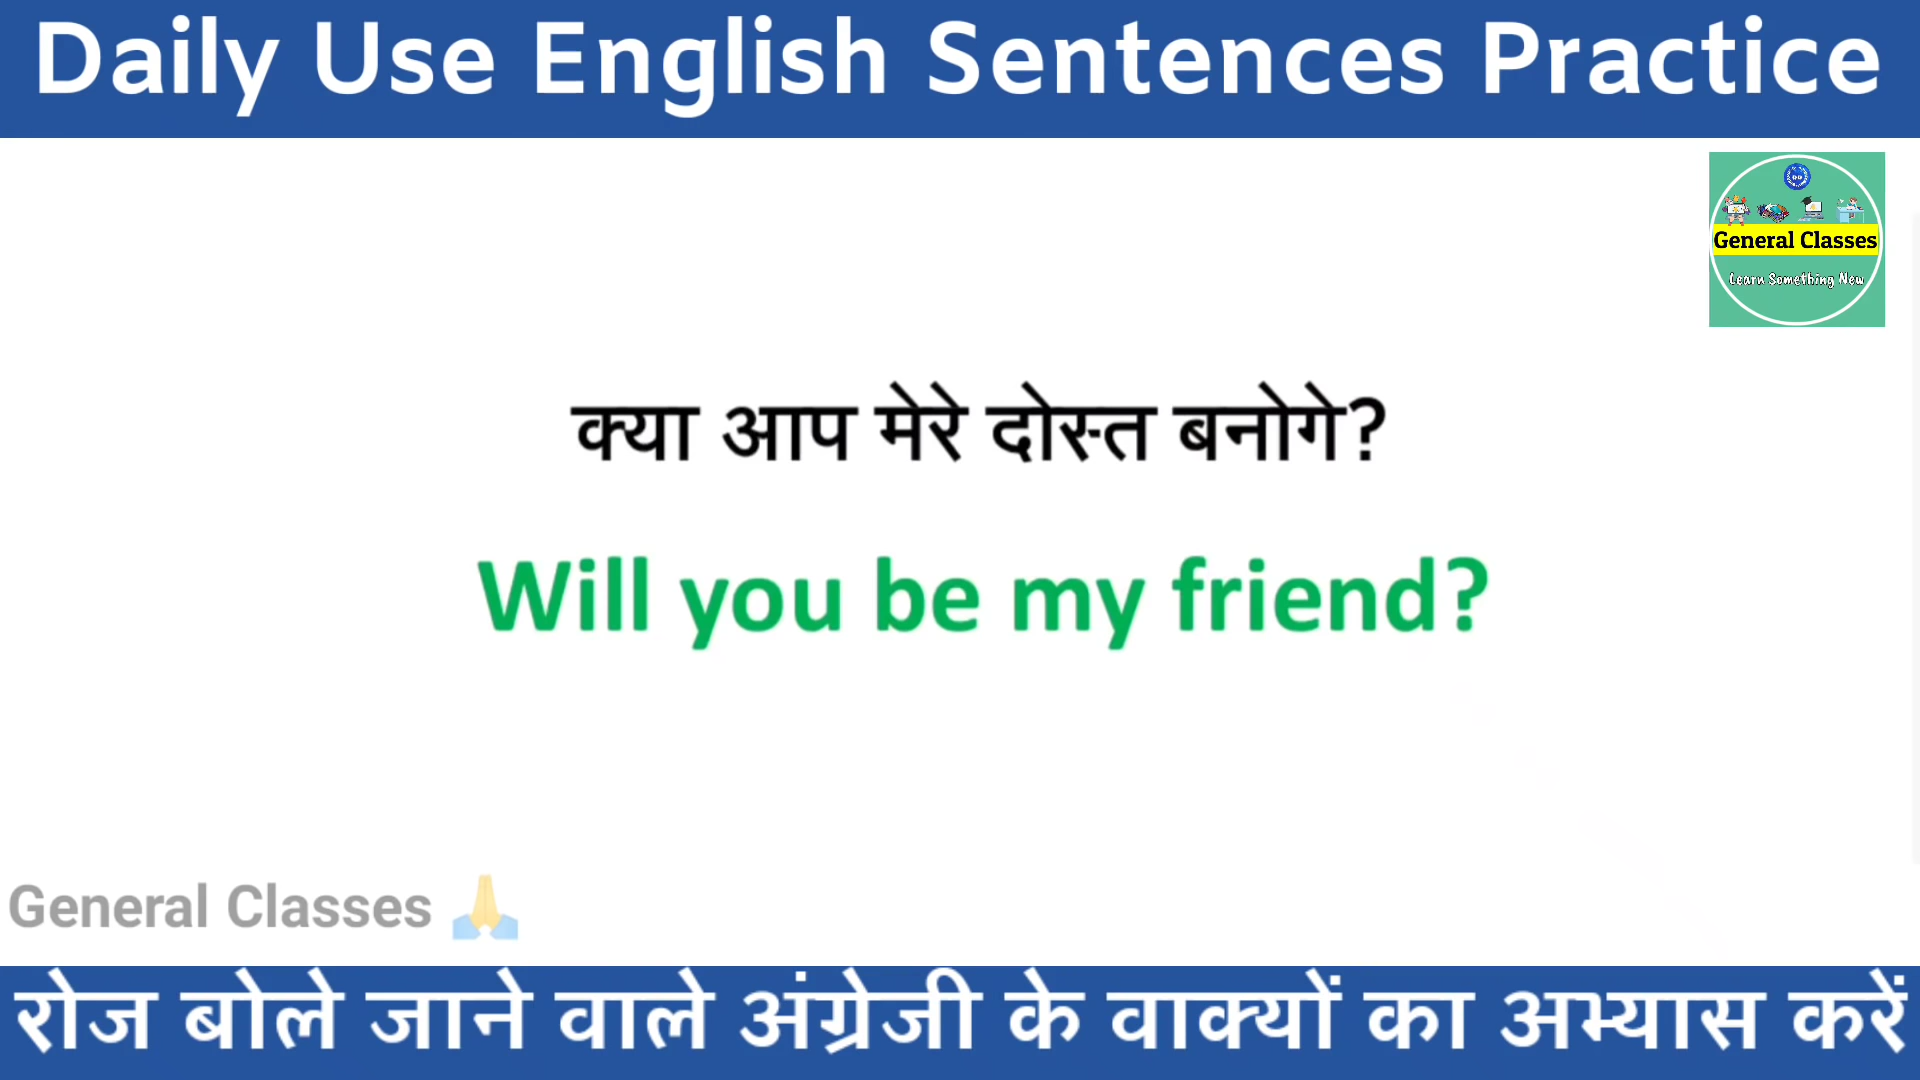 Daily Use English Sentences Practice
General Classes
Learn Something New
क्या आप मेरे दोस्त बनोगे?
Will you be my friend?
General Classes 🙏
रोज बोले जाने वाले अंग्रेजी के वाक्यों का अभ्यास करें